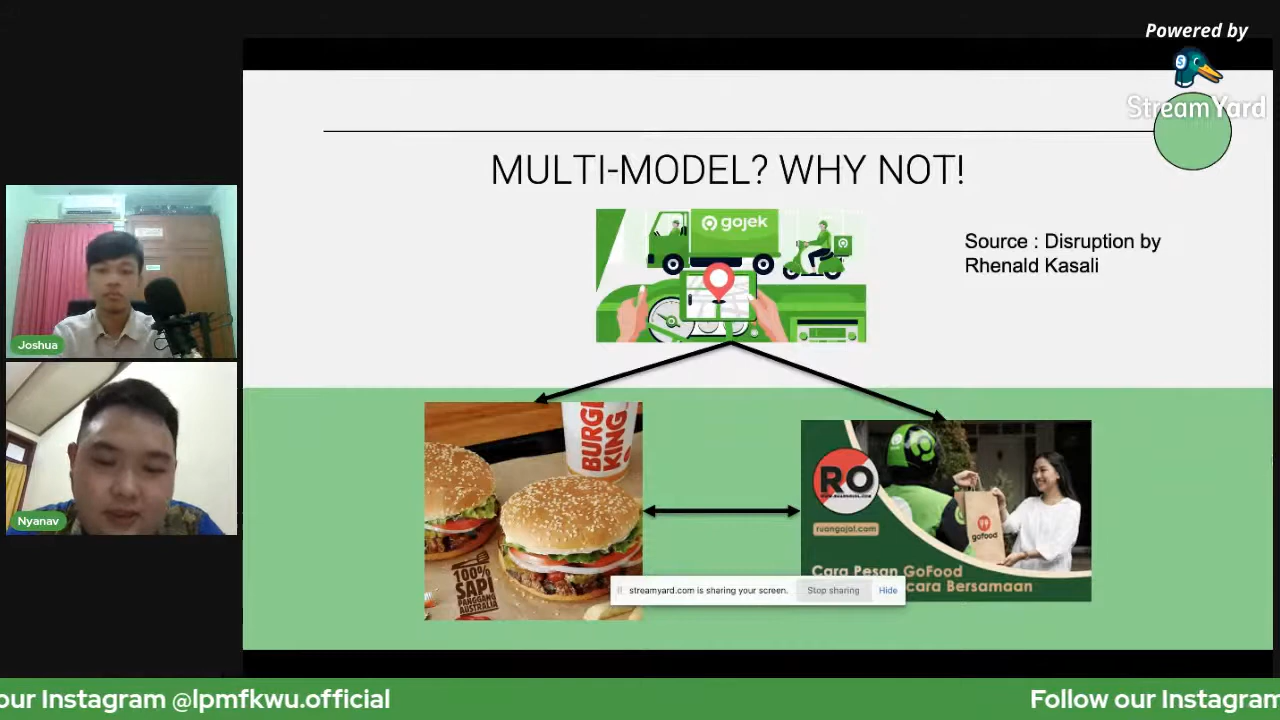 Powered by
StreamYard
MULTI-MODEL? WHY NOT!
gojek
Source : Disruption by
Rhenald Kasali
Joshua
Nyanav
BURGER
KING
100%
SAPI
AUSTRALIA
RO
ruangojol.com
gofood
Cara Pesan GoFood
cara Bersamaan
streamyard.com is sharing your screen.
Stop sharing
Hide
our Instagram @lpmfkwu.official
Follow our Instagram